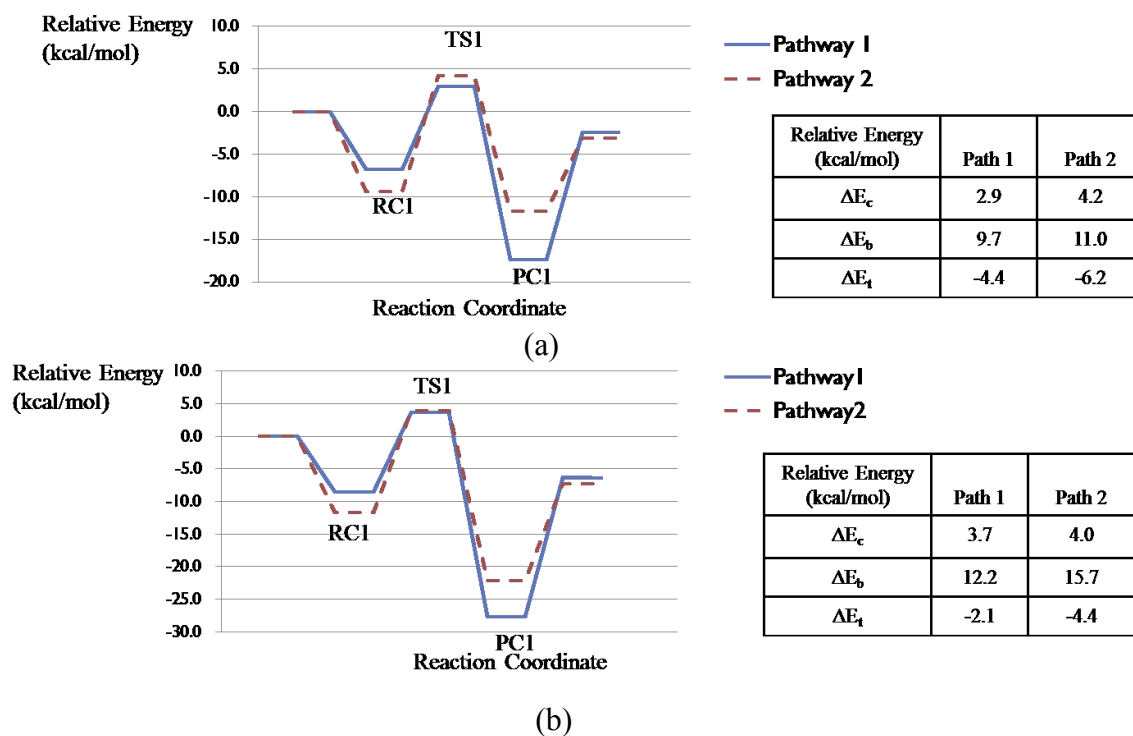 Relative Energy
(kcal/mol)
10.0
5.0
0.0
-5.0
-10.0
-15.0
-20.0
TS1
RC1
PC1
Reaction Coordinate
Pathway 1
Pathway 2
Relative Energy
(kcal/mol) Path 1 Path 2
ΔEc 2.9 4.2
ΔEb 9.7 11.0
ΔEt -4.4 -6.2
(a)
Relative Energy
(kcal/mol)
10.0
5.0
0.0
-5.0
-10.0
-15.0
-20.0
-25.0
-30.0
TS1
RC1
PC1
Reaction Coordinate
Pathway1
Pathway2
Relative Energy
(kcal/mol) Path 1 Path 2
ΔEc 3.7 4.0
ΔEb 12.2 15.7
ΔEt -2.1 -4.4
(b)